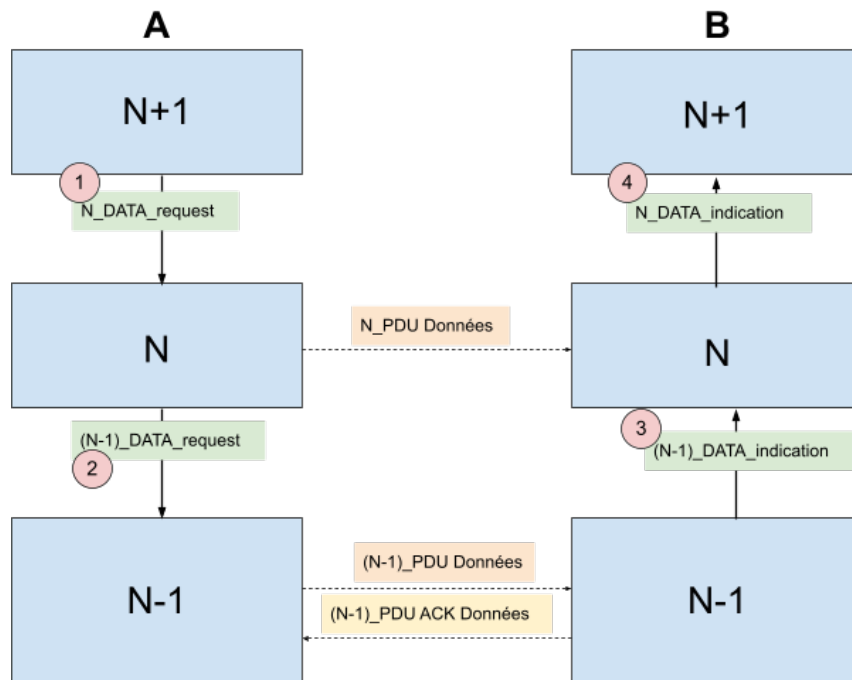 A
B
N+1
N+1
1
N_DATA_request
4
N_DATA_indication
N
N_PDU Données
N
(N-1)_DATA_request
2
3
(N-1)_DATA_indication
N-1
(N-1)_PDU Données
(N-1)_PDU ACK Données
N-1